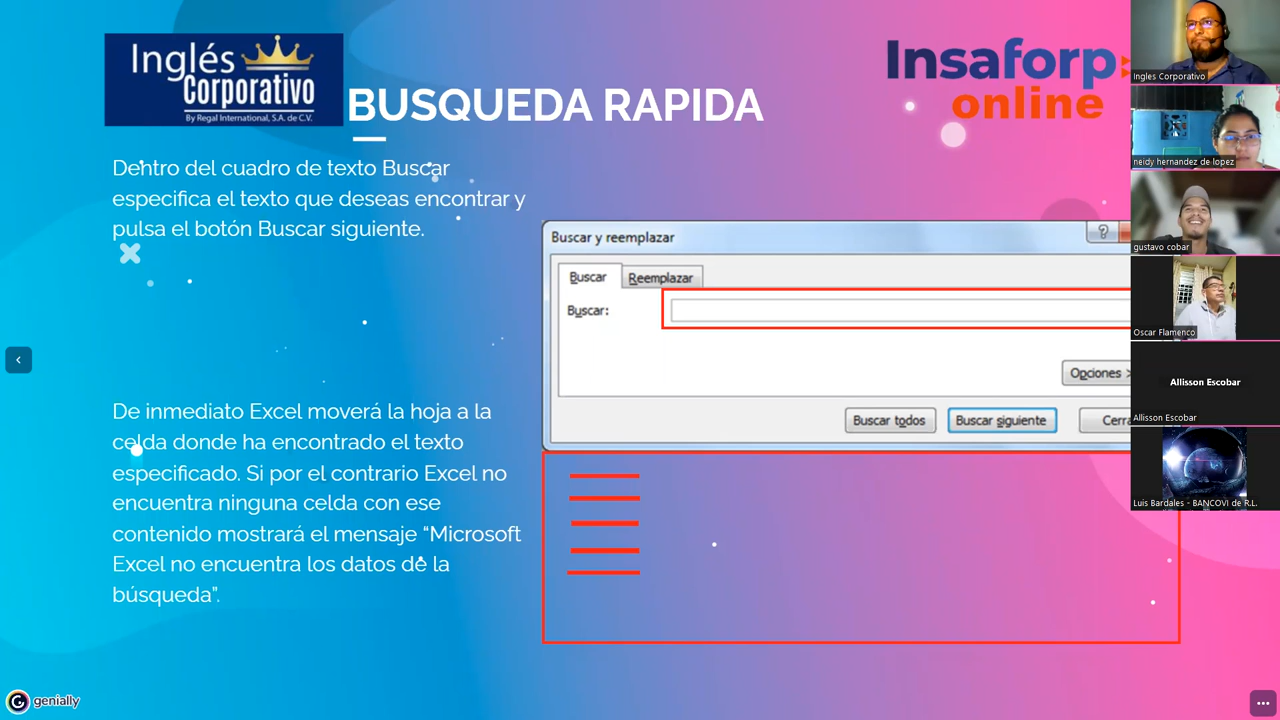 Inglés
Corporativo
By Regal International, S.A. de C.V.
BUSQUEDA RAPIDA
Insaforp
online
Dentro del cuadro de texto Buscar
especifica el texto que deseas encontrar y
pulsa el botón Buscar siguiente.
De inmediato Excel moverá la hoja a la
celda donde ha encontrado el texto
especificado. Si por el contrario Excel no
encuentra ninguna celda con ese
contenido mostrará el mensaje “Microsoft
Excel no encuentra los datos de la
búsqueda”.
Buscar y reemplazar
?
Buscar
Reemplazar
Buscar:
Opciones >
Buscar todos
Buscar siguiente
Cerra
Ingles Corporativo
neidy hernandez de lopez
gustavo cobar
Oscar Flamenco
Allisson Escobar
Allisson Escobar
Luis Bardales - BANCOVI de R.L.
genially